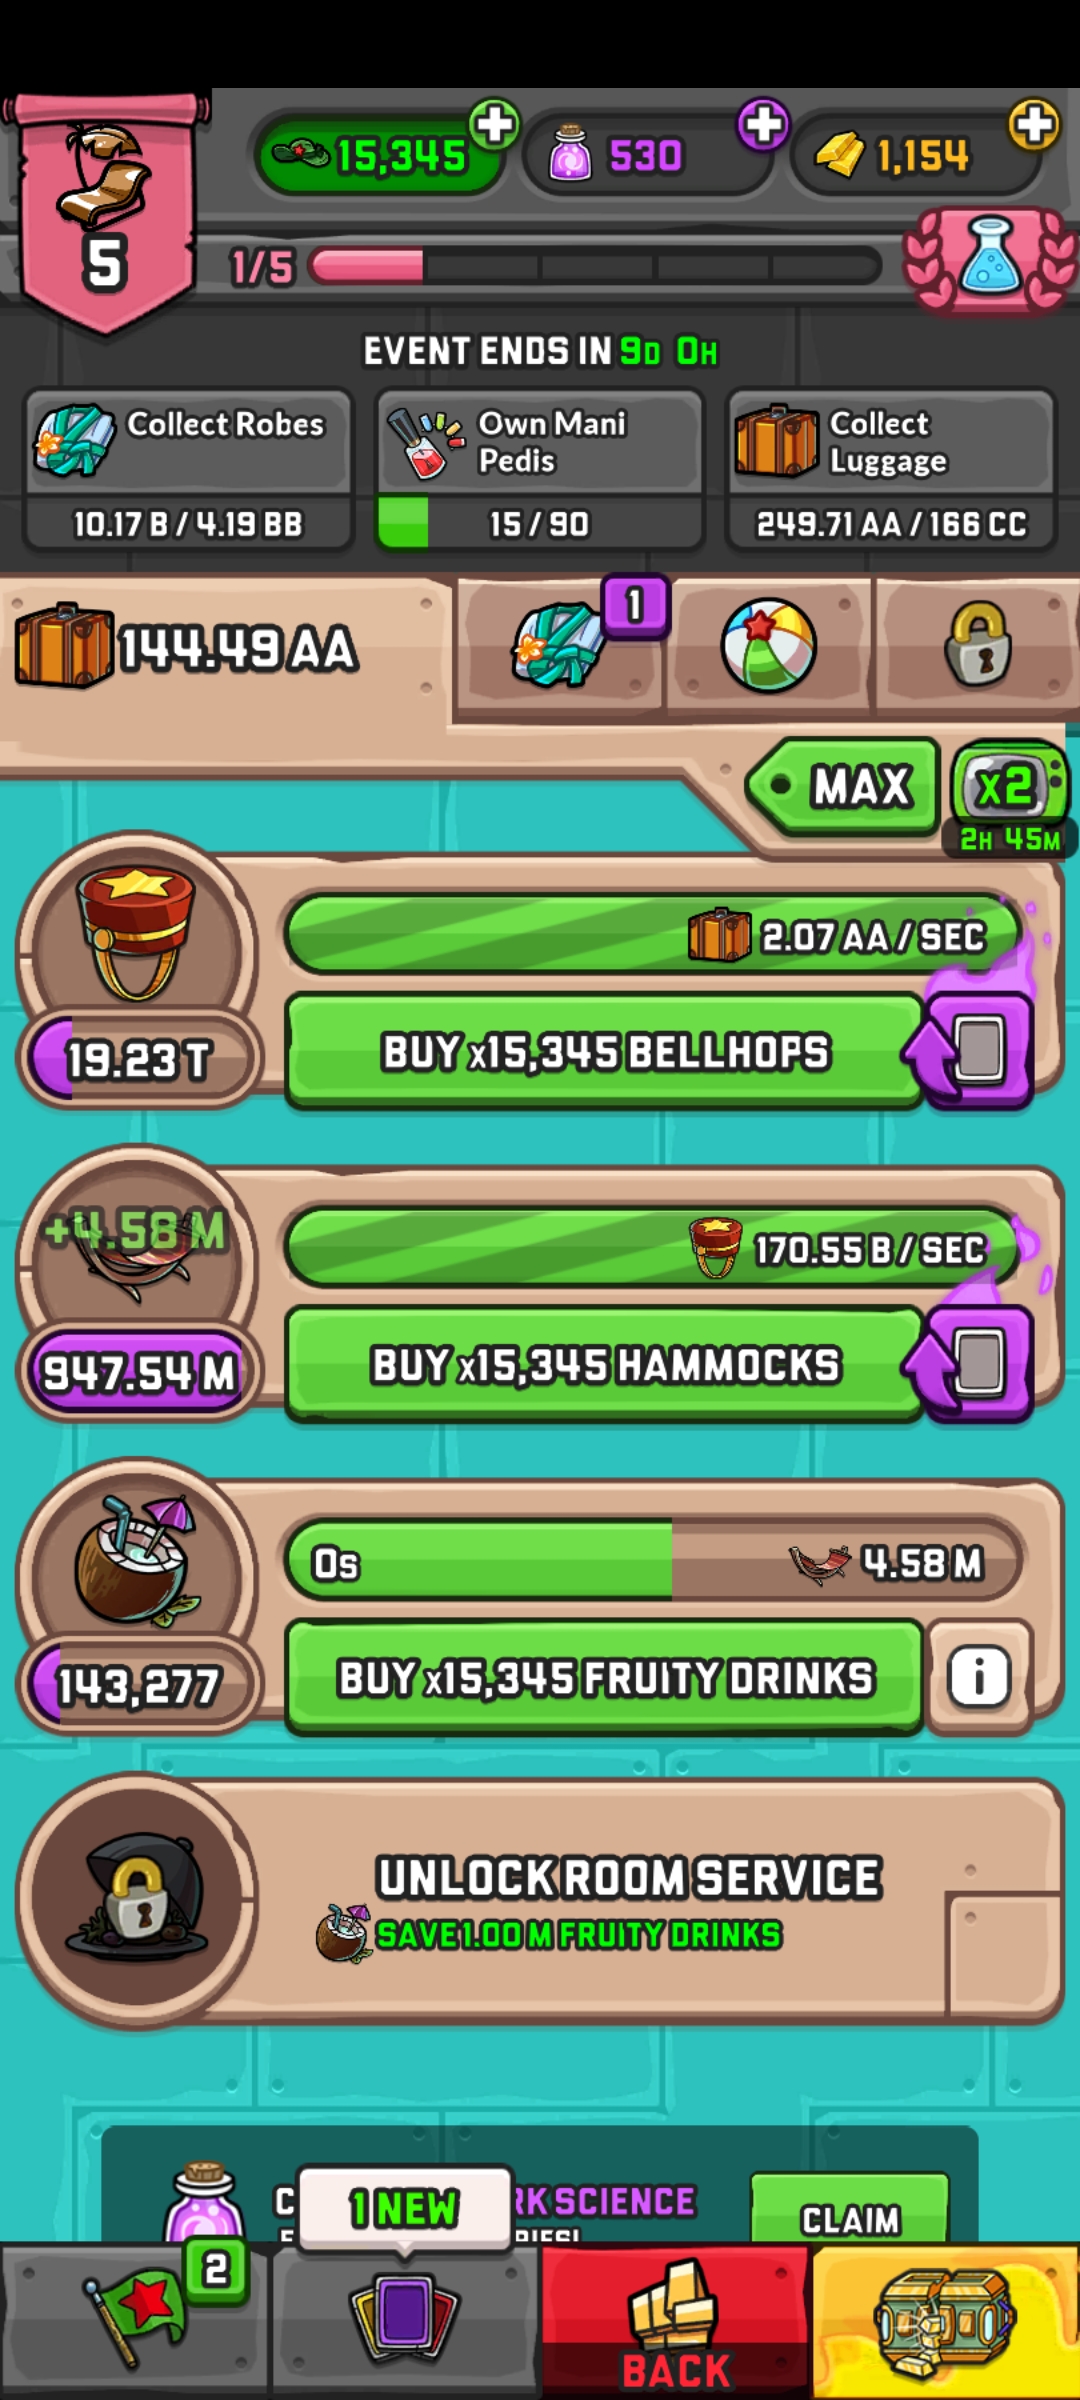 15,345
530
1,154
5
1/5
EVENT ENDS IN 9D 0H
Collect Robes
10.17 B / 4.19 BB
Own Mani
Pedis
15 / 90
Collect
Luggage
249.71 AA / 166 CC
144.49 AA
1
MAX
x2
2H 45M
2.07 AA / SEC
19.23 T
BUY x15,345 BELLHOPS
+4.58 M
170.55 B / SEC
947.54 M
BUY x15,345 HAMMOCKS
0s
4.58 M
143,277
BUY x15,345 FRUITY DRINKS
i
UNLOCK ROOM SERVICE
SAVE 1.00 M FRUITY DRINKS
1 NEW
SCIENCE
CLAIM
2
BACK